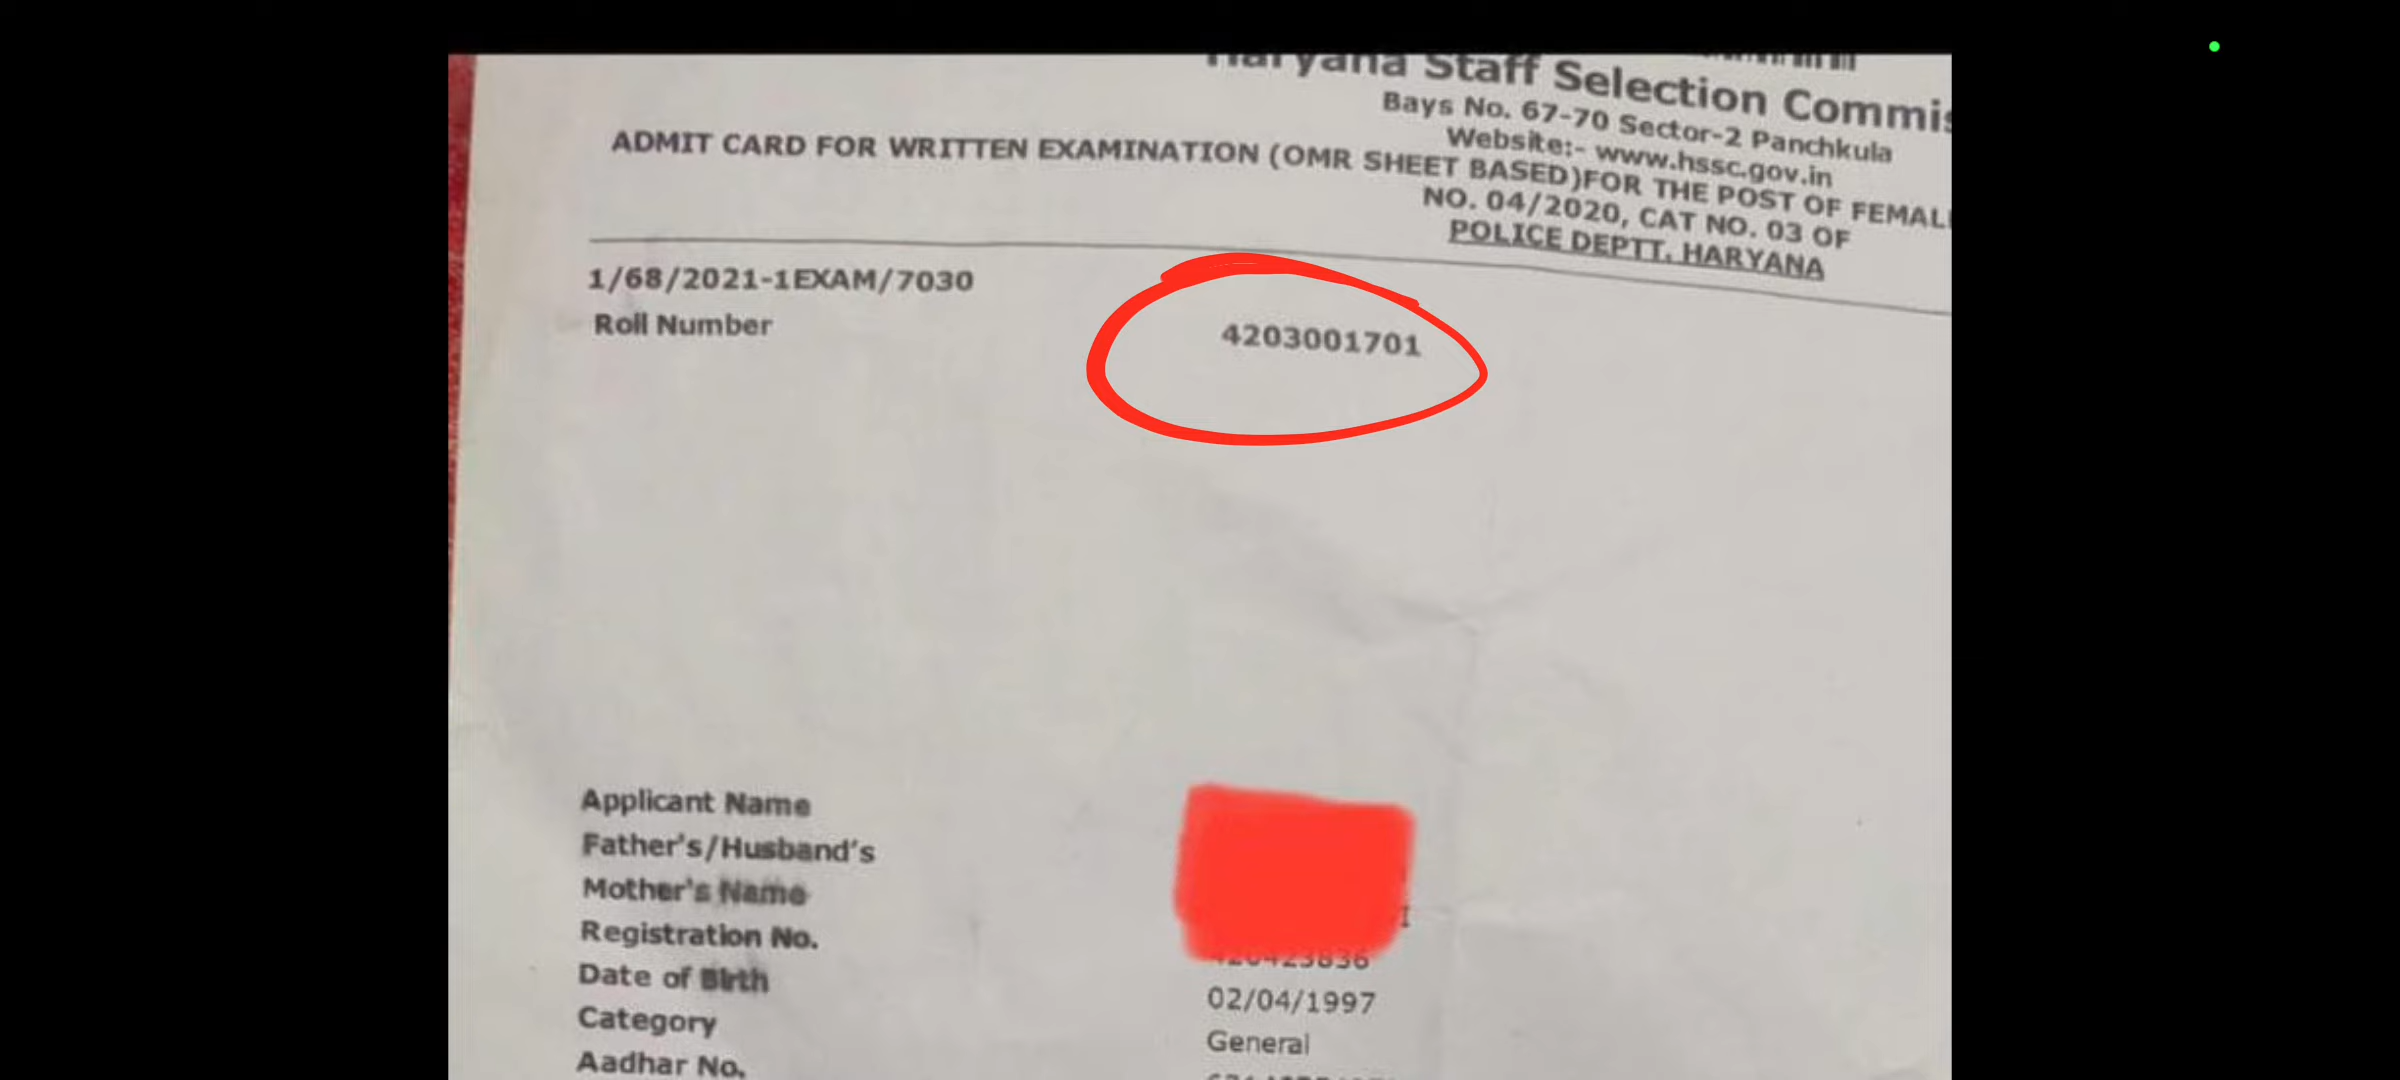 Haryana Staff Selection
Bays No. 67-70 Sector-2 Panchkula
Website:- www.hssc.gov.in
ADMIT CARD FOR WRITTEN EXAMINATION (OMR SHEET BASED)FOR THE POST OF
NO. 04/2020, CAT NO. 03 OF
POLICE DEPTT. HARYANA
1/68/2021-1EXAM/7030
Roll Number 4203001701
Applicant Name
Father's/Husband's
Mother's Name
Registration No.
Date of Birth 02/04/1997
Category General
Aadhar No.